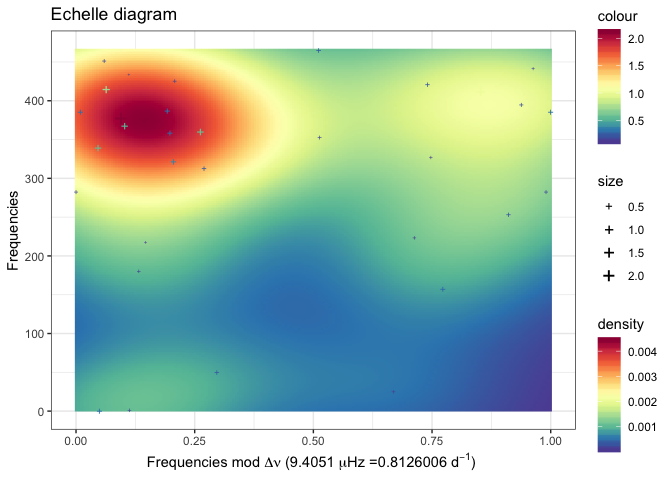 Echelle diagram
Frequencies
400
300
200
100
0
0.00 0.25 0.50 0.75 1.00
Frequencies mod Δν (9.4051 μHz =0.8126006 d⁻¹)
colour
2.0
1.5
1.0
0.5
size
0.5
1.0
1.5
2.0
density
0.004
0.003
0.002
0.001